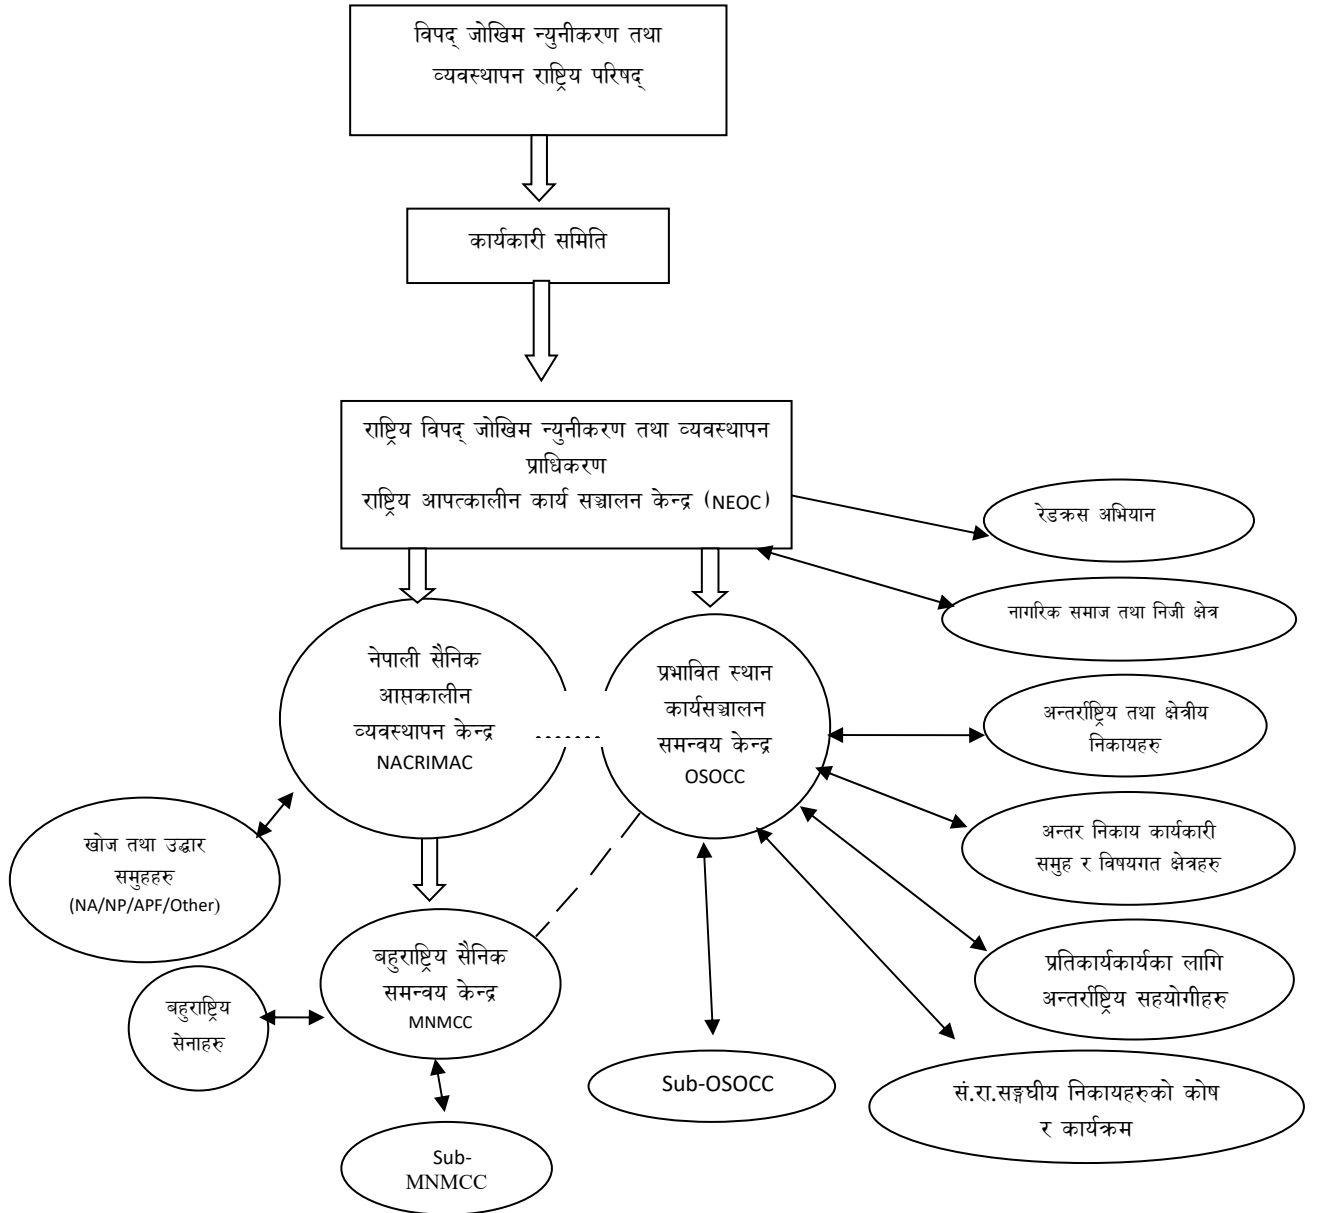 विपद् जोखिम न्युनीकरण तथा
व्यवस्थापन राष्ट्रिय परिषद्
कार्यकारी समिति
राष्ट्रिय विपद् जोखिम न्युनीकरण तथा व्यवस्थापन
प्राधिकरण
राष्ट्रिय आपत्कालीन कार्य सञ्चालन केन्द्र (NEOC)
रेडक्रस अभियान
नागरिक समाज तथा निजी क्षेत्र
नेपाली सैनिक
आप्तकालीन
व्यवस्थापन केन्द्र
NACRIMAC
प्रभावित स्थान
कार्यसञ्चालन
समन्वय केन्द्र
OSOCC
अन्तर्राष्ट्रिय तथा क्षेत्रीय
निकायहरु
खोज तथा उद्धार
समुहहरु
(NA/NP/APF/Other)
अन्तर निकाय कार्यकारी
समुह र विषयगत क्षेत्रहरु
बहुराष्ट्रिय सैनिक
समन्वय केन्द्र
MNMCC
प्रतिकार्यकार्यका लागि
अन्तर्राष्ट्रिय सहयोगीहरु
बहुराष्ट्रिय
सेनाहरु
Sub-OSOCC
सं.रा.सङ्गघीय निकायहरुको कोष
र कार्यक्रम
Sub-
MNMCC